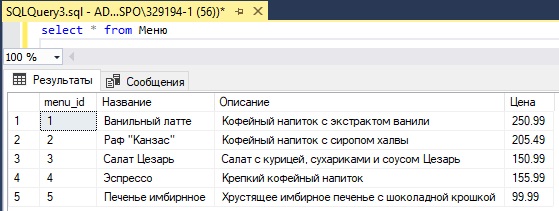 SQLQuery3.sql - AD...SPO\329194-1 (56))*
select * from Меню
100 %
Результаты Сообщения
menu_id Название Описание Цена
1 1 Ванильный латте Кофейный напиток с экстрактом ванили 250.99
2 2 Раф "Канзас" Кофейный напиток с сиропом халвы 205.49
3 3 Салат Цезарь Салат с курицей, сухариками и соусом Цезарь 150.99
4 4 Эспрессо Крепкий кофейный напиток 155.99
5 5 Печенье имбирнное Хрустящее имбирное печенье с шоколадной крошкой 99.99